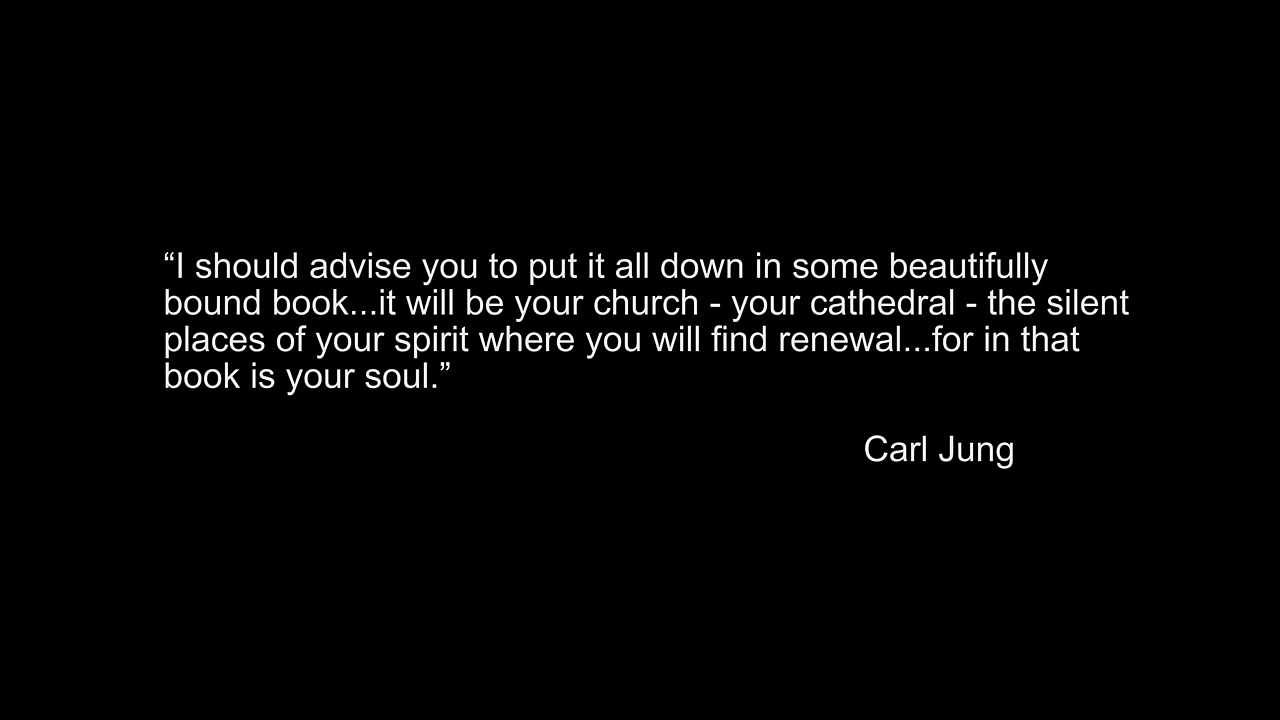 “I should advise you to put it all down in some beautifully
bound book...it will be your church - your cathedral - the silent
places of your spirit where you will find renewal...for in that
book is your soul.”
Carl Jung